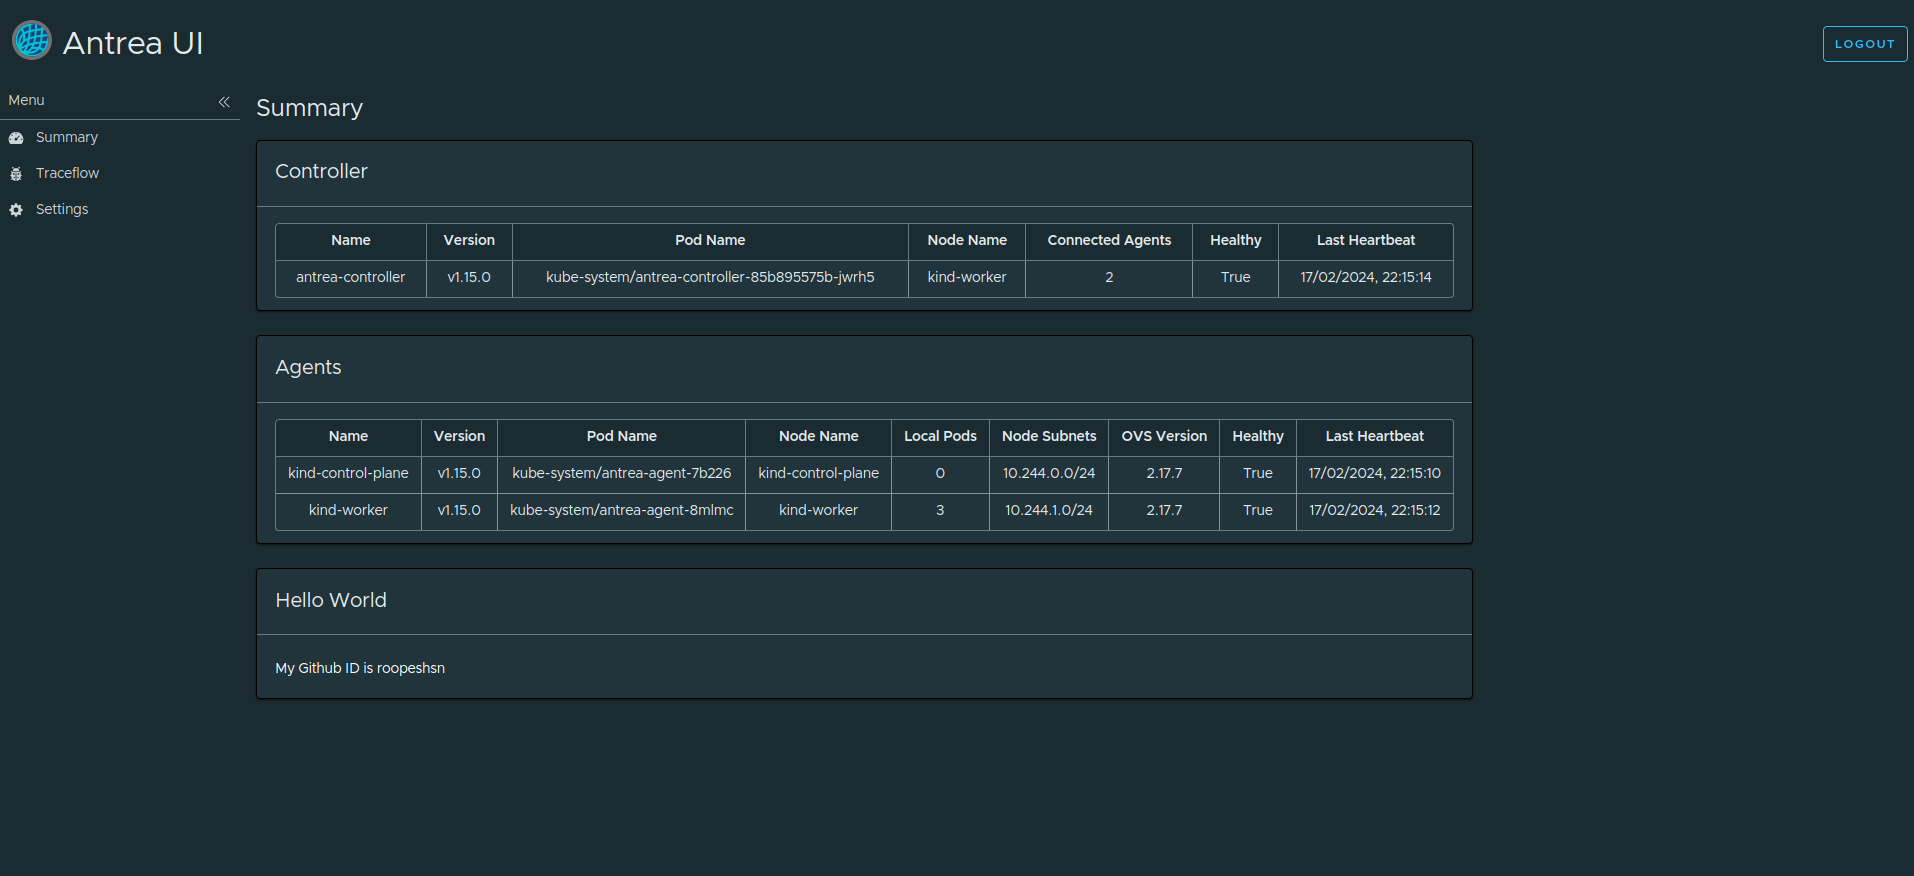 Antrea UI
LOGOUT
Menu
Summary
Traceflow
Settings
Summary
Controller
Name Version Pod Name Node Name Connected Agents Healthy Last Heartbeat
antrea-controller v1.15.0 kube-system/antrea-controller-85b895575b-jwrh5 kind-worker 2 True 17/02/2024, 22:15:14
Agents
Name Version Pod Name Node Name Local Pods Node Subnets OVS Version Healthy Last Heartbeat
kind-control-plane v1.15.0 kube-system/antrea-agent-7b226 kind-control-plane 0 10.244.0.0/24 2.17.7 True 17/02/2024, 22:15:10
kind-worker v1.15.0 kube-system/antrea-agent-8mlmc kind-worker 3 10.244.1.0/24 2.17.7 True 17/02/2024, 22:15:12
Hello World
My Github ID is roopeshsn